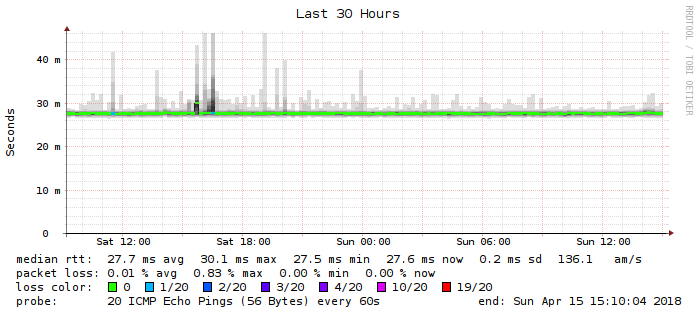 Last 30 Hours
RRDTOOL / TOBI OETIKER
Seconds
40 m
30 m
20 m
10 m
0
Sat 12:00 Sat 18:00 Sun 00:00 Sun 06:00 Sun 12:00
median rtt: 27.7 ms avg 30.1 ms max 27.5 ms min 27.6 ms now 0.2 ms sd 136.1 am/s
packet loss: 0.01 % avg 0.83 % max 0.00 % min 0.00 % now
loss color: 0 1/20 2/20 3/20 4/20 10/20 19/20
probe: 20 ICMP Echo Pings (56 Bytes) every 60s end: Sun Apr 15 15:10:04 2018